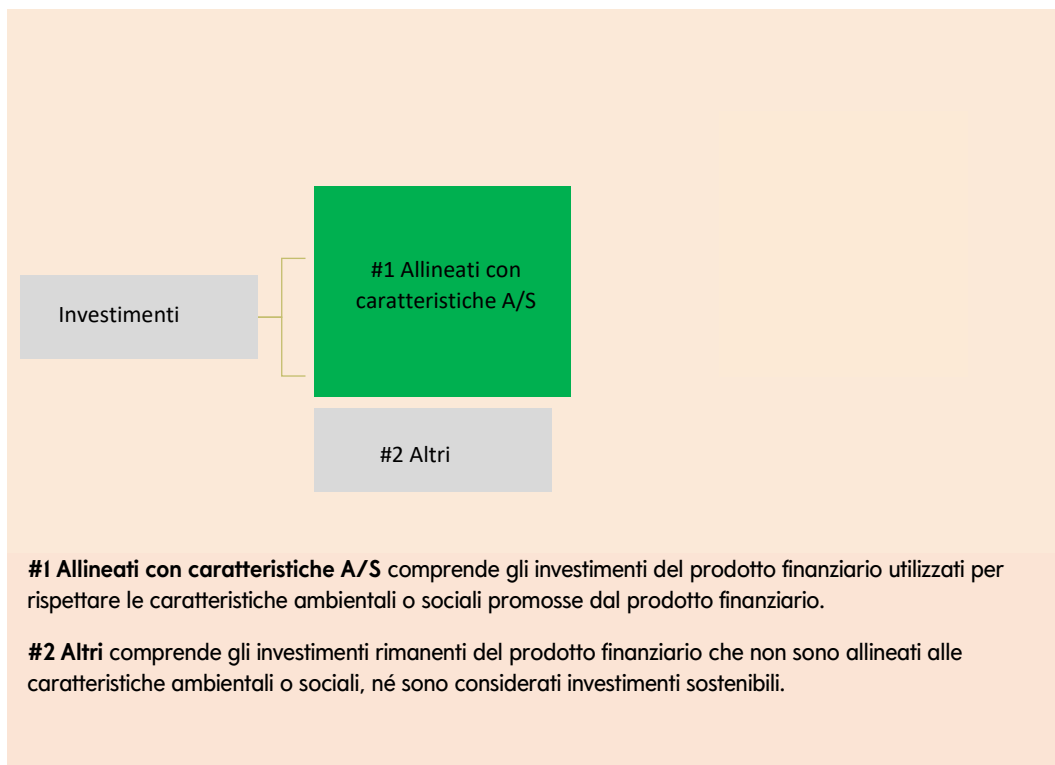 #1 Allineati con
caratteristiche A/S
Investimenti
#2 Altri
#1 Allineati con caratteristiche A/S comprende gli investimenti del prodotto finanziario utilizzati per
rispettare le caratteristiche ambientali o sociali promosse dal prodotto finanziario.
#2 Altri comprende gli investimenti rimanenti del prodotto finanziario che non sono allineati alle
caratteristiche ambientali o sociali, né sono considerati investimenti sostenibili.